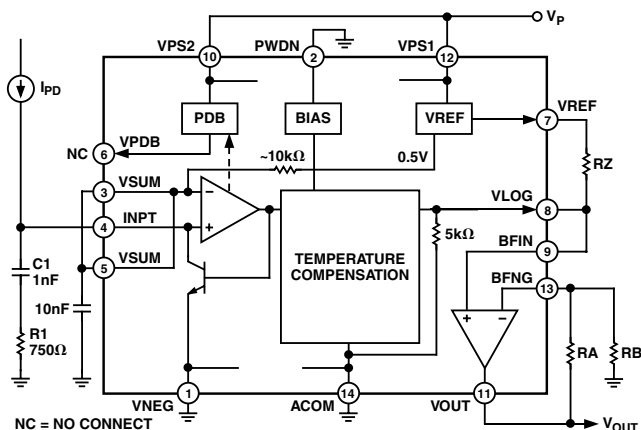 V_P
VPS2
PWDN
VPS1
10
2
12
I_PD
PDB
BIAS
VREF
VREF
7
VPDB
NC
6
~10kΩ
0.5V
RZ
VSUM
3
−
VLOG
8
INPT
4
+
5kΩ
VSUM
5
TEMPERATURE
COMPENSATION
BFIN
9
BFNG
13
C1
1nF
10nF
+
−
R1
750Ω
RA
RB
1
14
11
VNEG
ACOM
VOUT
V_OUT
NC = NO CONNECT